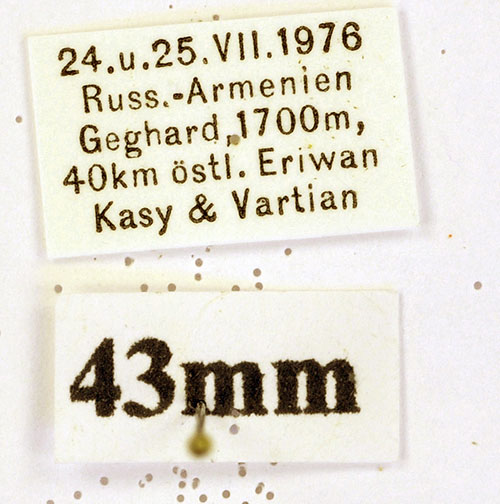 24.u.25.VII.1976
Russ.-Armenien
Geghard,1700m,
40km östl. Eriwan
Kasy & Vartian
43mm